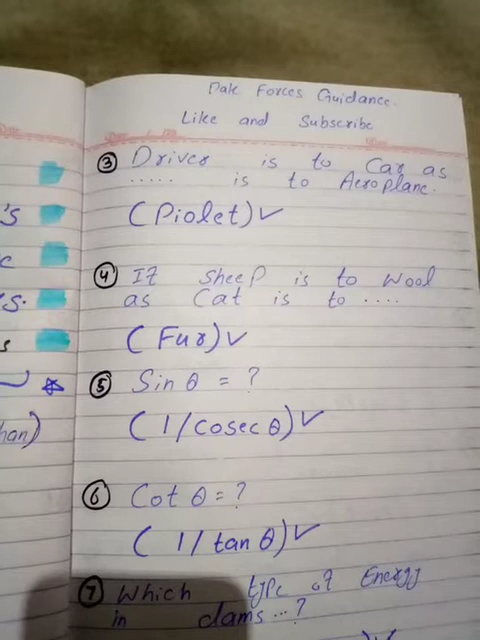 Pak Forces Guidance.
Like and Subscribe
3 Driver is to Car as
..... is to Aeroplane.
(Piolet)✓
4 If sheep is to wool
as cat is to ....
(Fur)✓
5 Sin θ = ?
(1/cosec θ)✓
6 Cot θ = ?
(1/tan θ)✓
7 Which type of Energy
in dams...?
's
s.
s
han)